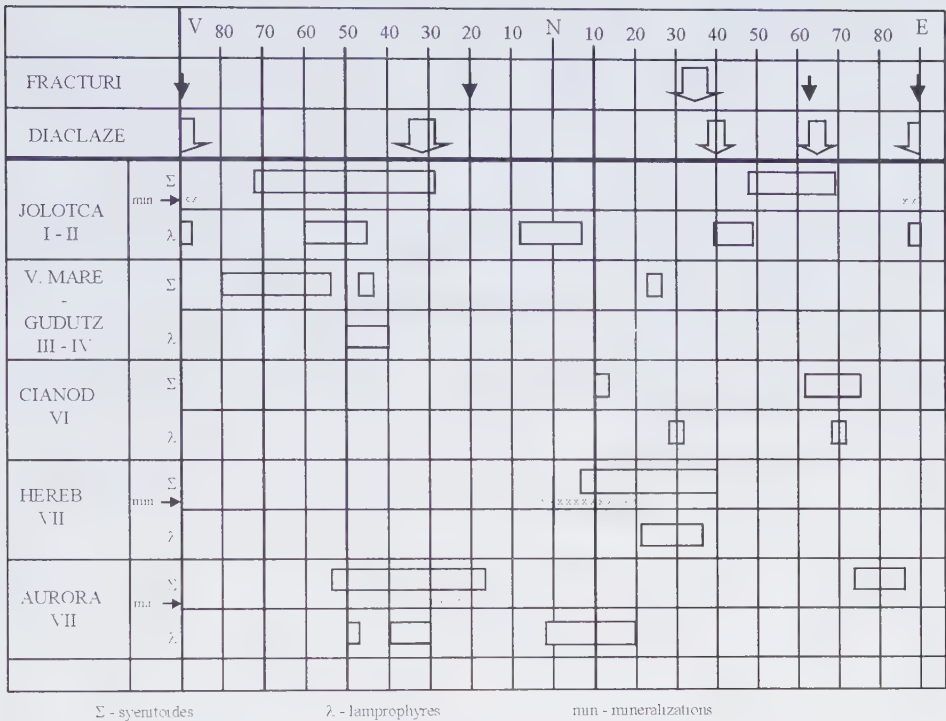 V 80 70 60 50 40 30 20 10 N 10 20 30 40 50 60 70 80 E
FRACTURI
DIACLAZE
JOLOTCA
I - II
min
Σ
λ
V. MARE
-
GUDUTZ
III - IV
Σ
λ
CIANOD
VI
Σ
λ
HEREB
VII
min
Σ
λ
AURORA
VII
Σ
λ
Σ - syenitoides λ - lamprophyres min - mineralizations